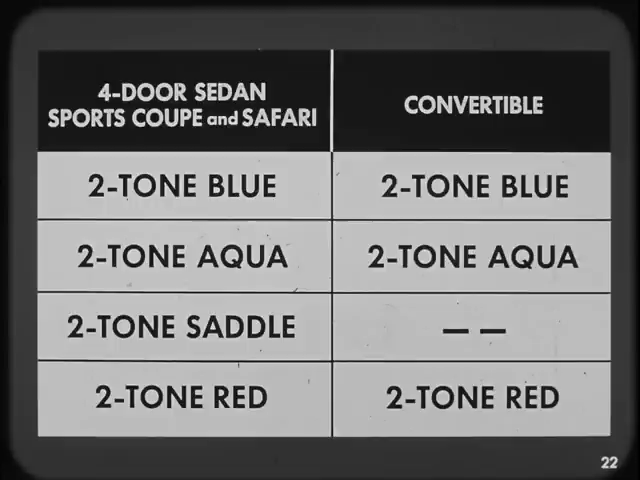 4-DOOR SEDAN
SPORTS COUPE and SAFARI
CONVERTIBLE
2-TONE BLUE
2-TONE BLUE
2-TONE AQUA
2-TONE AQUA
2-TONE SADDLE
— —
2-TONE RED
2-TONE RED
22